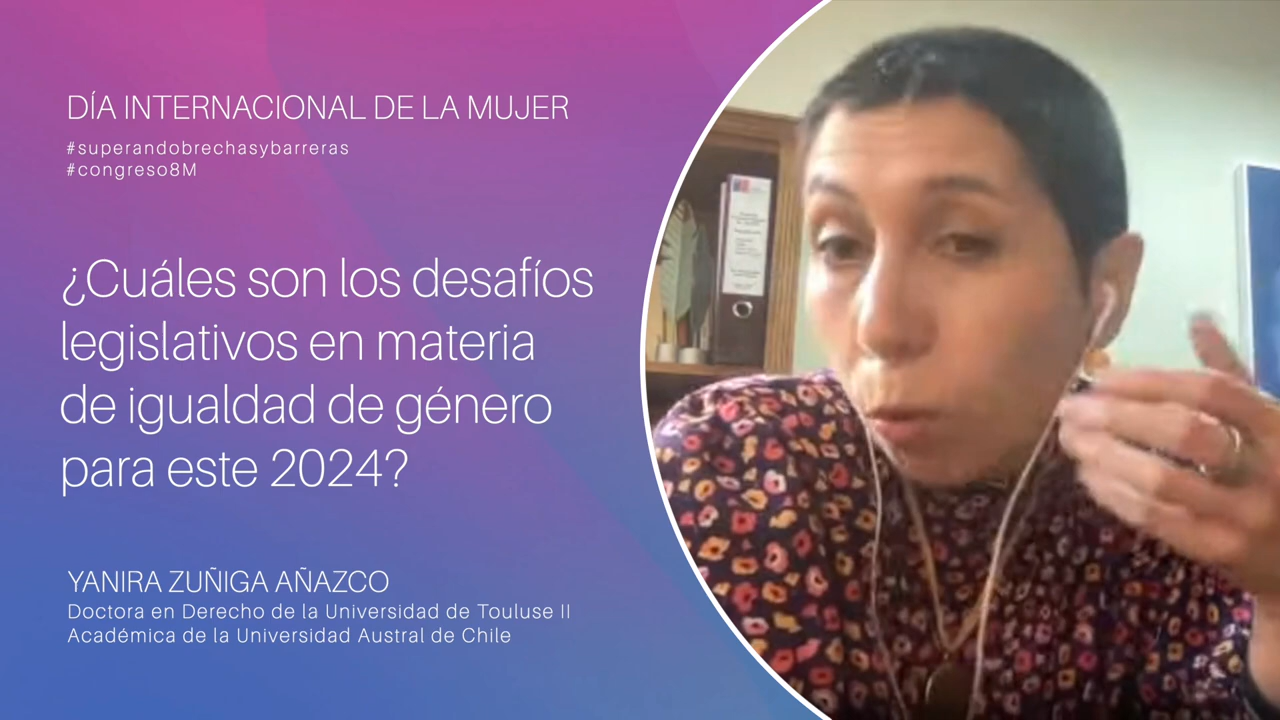 DÍA INTERNACIONAL DE LA MUJER
#superandobrechasybarreras
#congreso8M
¿Cuáles son los desafíos
legislativos en materia
de igualdad de género
para este 2024?
YANIRA ZUÑIGA AÑAZCO
Doctora en Derecho de la Universidad de Touluse II
Académica de la Universidad Austral de Chile